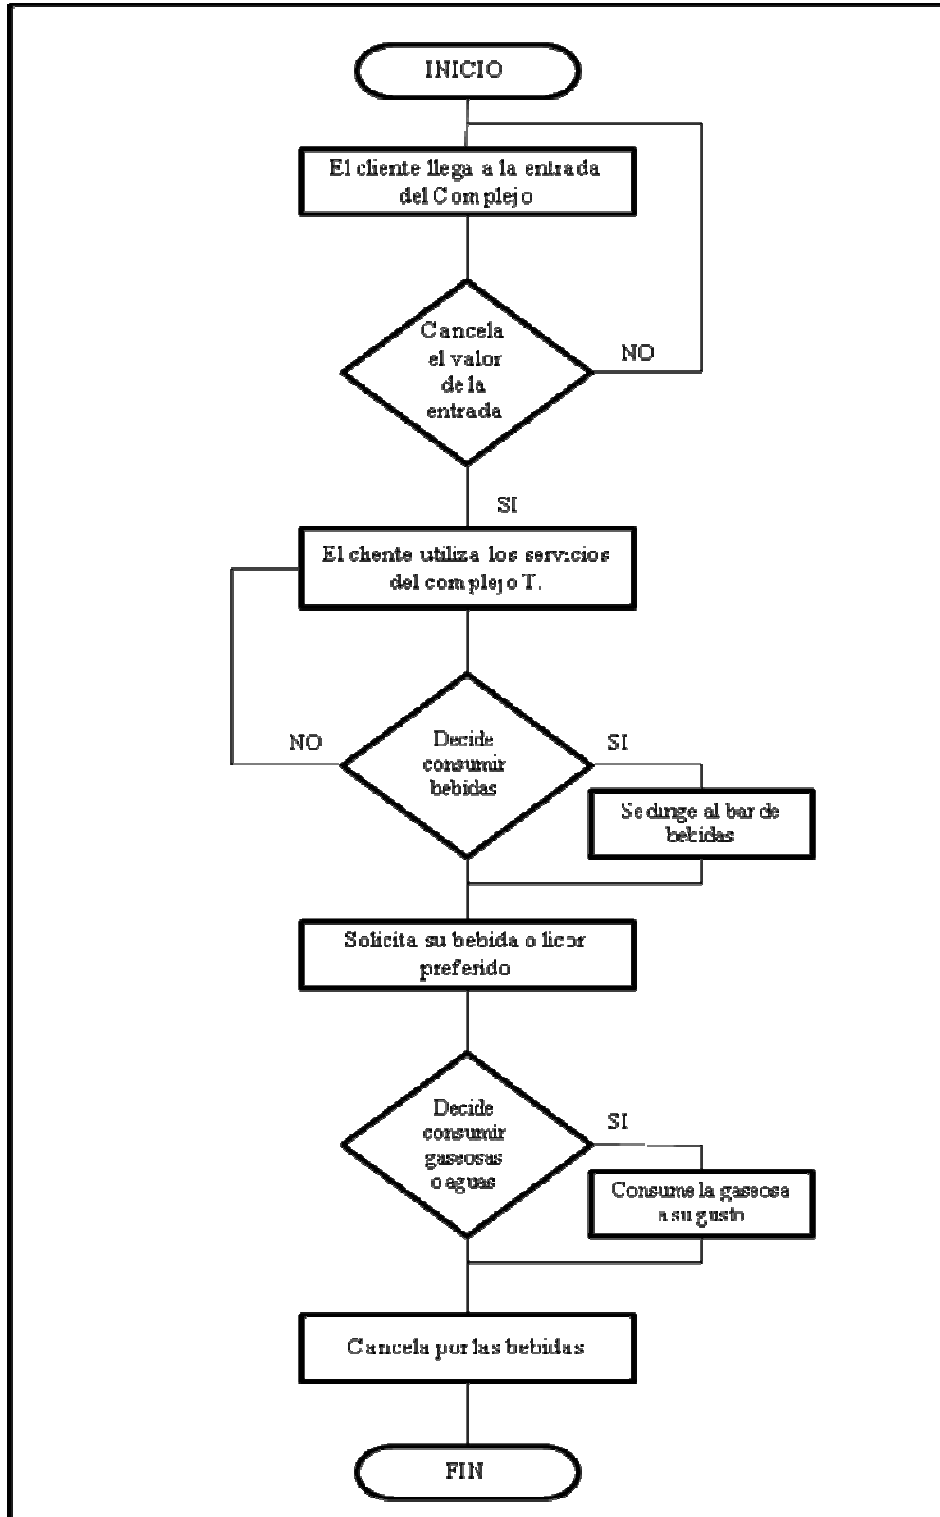 INICIO
El cliente llega a la entrada
del Complejo
Cancela
el valor
de la
entrada
NO
SI
El cliente utiliza los servicios
del complejo T.
Decide
consumir
bebidas
NO
SI
Se dirige al bar de
bebidas
Solicita su bebida o licor
preferido
Decide
consumir
gaseosas
o aguas
SI
Consume la gaseosa
a su gusto
Cancela por las bebidas
FIN